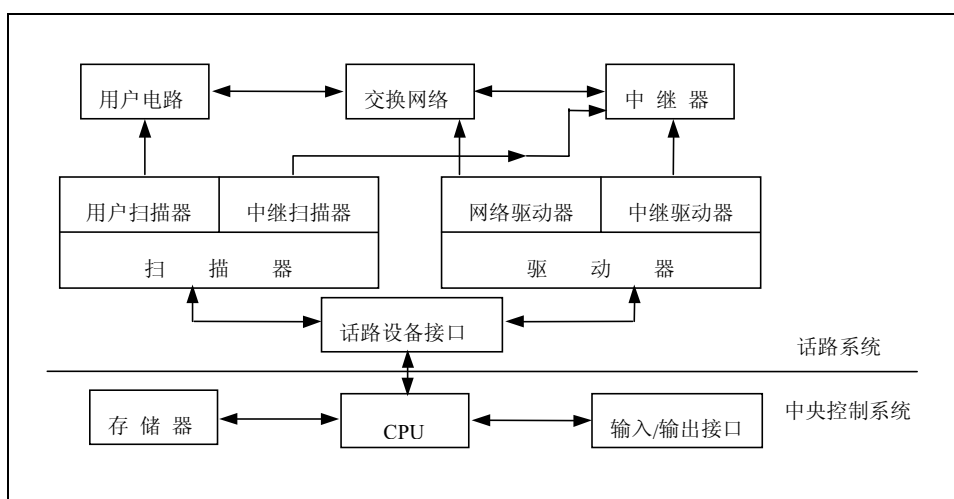 用户电路
交换网络
中 继 器
用户扫描器
中继扫描器
网络驱动器
中继驱动器
扫 描 器
驱 动 器
话路设备接口
话路系统
中央控制系统
存 储 器
CPU
输入/输出接口